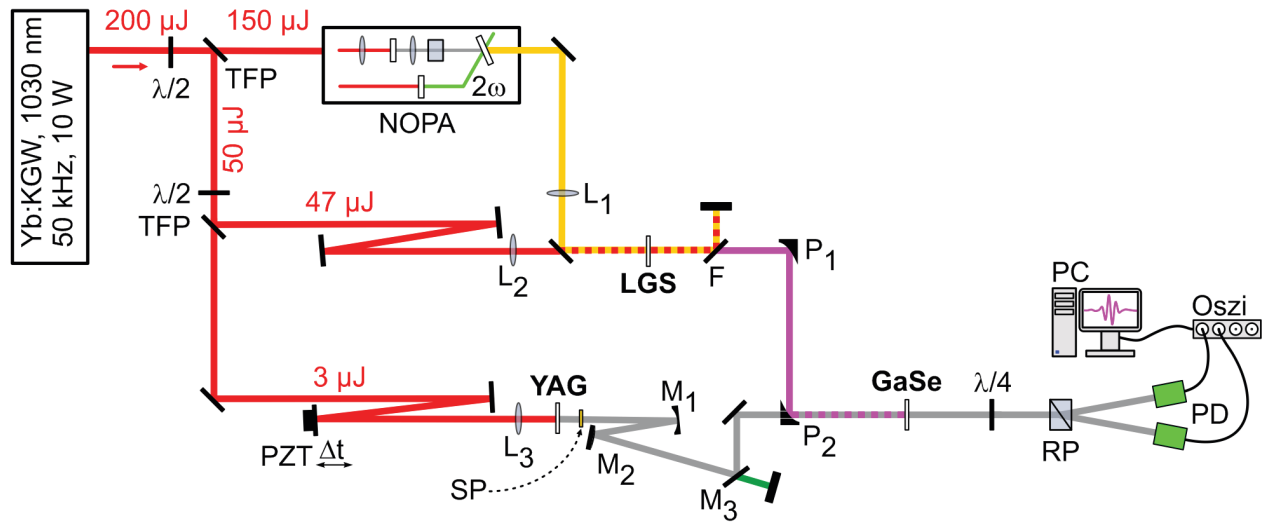 200 μJ
150 μJ
Yb:KGW, 1030 nm
50 kHz, 10 W
λ/2
TFP
2ω
NOPA
50 μJ
λ/2
TFP
47 μJ
L1
L2
LGS
F
P1
PC
Oszi
3 μJ
YAG
M1
GaSe
λ/4
PZT
Δt
L3
M2
P2
RP
PD
SP
M3